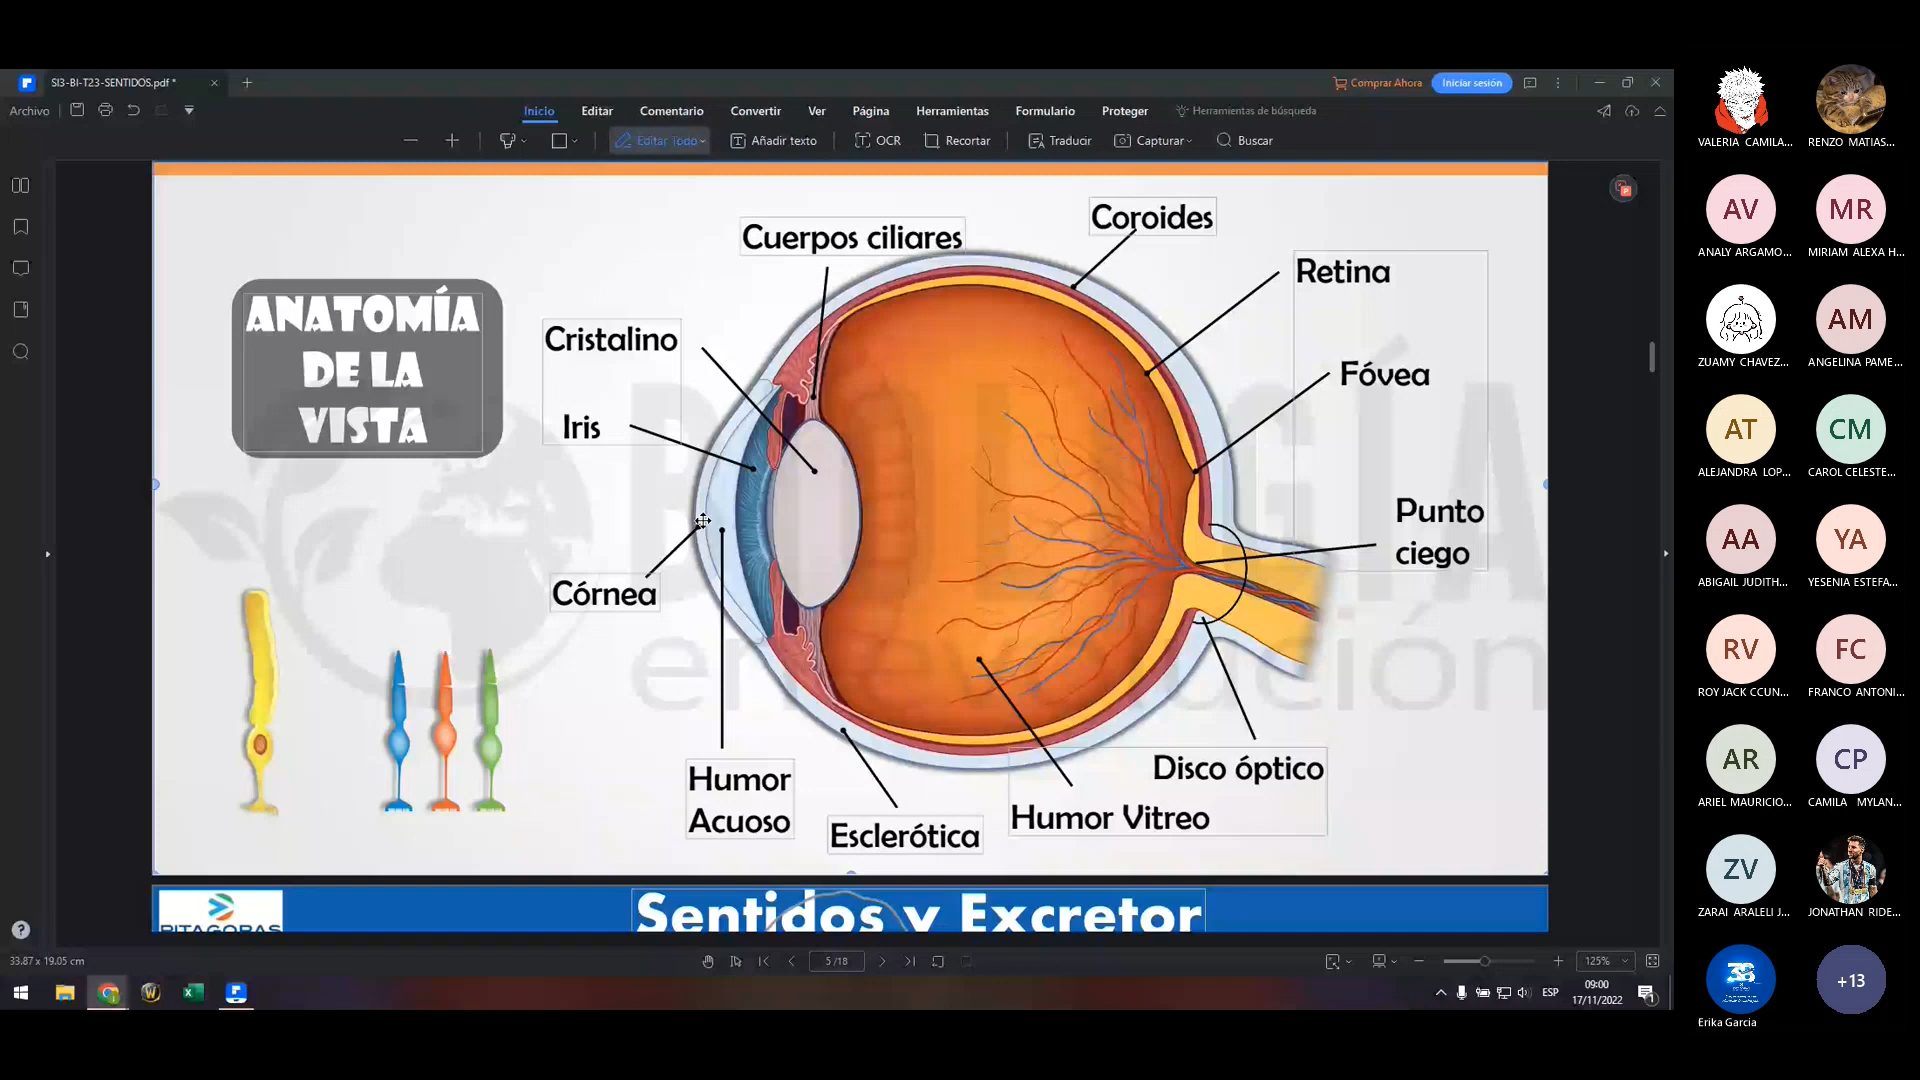 SI3-BI-T23-SENTIDOS.pdf *
Comprar Ahora
Iniciar sesión
Archivo
Inicio
Editar
Comentario
Convertir
Ver
Página
Herramientas
Formulario
Proteger
Herramientas de búsqueda
Editar Todo
Añadir texto
OCR
Recortar
Traducir
Capturar
Buscar
ANATOMÍA
DE LA
VISTA
Cuerpos ciliares
Coroides
Retina
Cristalino
Fóvea
Iris
Punto
ciego
Córnea
Disco óptico
Humor
Acuoso
Humor Vitreo
Esclerótica
BIOLOGÍA
en evolución
PITAGORAS
Sentidos y Excretor
33.87 x 19.05 cm
5 /18
125%
ESP
09:00
17/11/2022
1
VALERIA CAMILA...
RENZO MATIAS...
AV
ANALY ARGAMO...
MR
MIRIAM ALEXA H...
ZUAMY CHAVEZ...
AM
ANGELINA PAME...
AT
ALEJANDRA LOP...
CM
CAROL CELESTE...
AA
ABIGAIL JUDITH...
YA
YESENIA ESTEFA...
RV
ROY JACK CCUN...
FC
FRANCO ANTONI...
AR
ARIEL MAURICIO...
CP
CAMILA MYLAN...
ZV
ZARAI ARALELI J...
JONATHAN RIDE...
Erika Garcia
+13